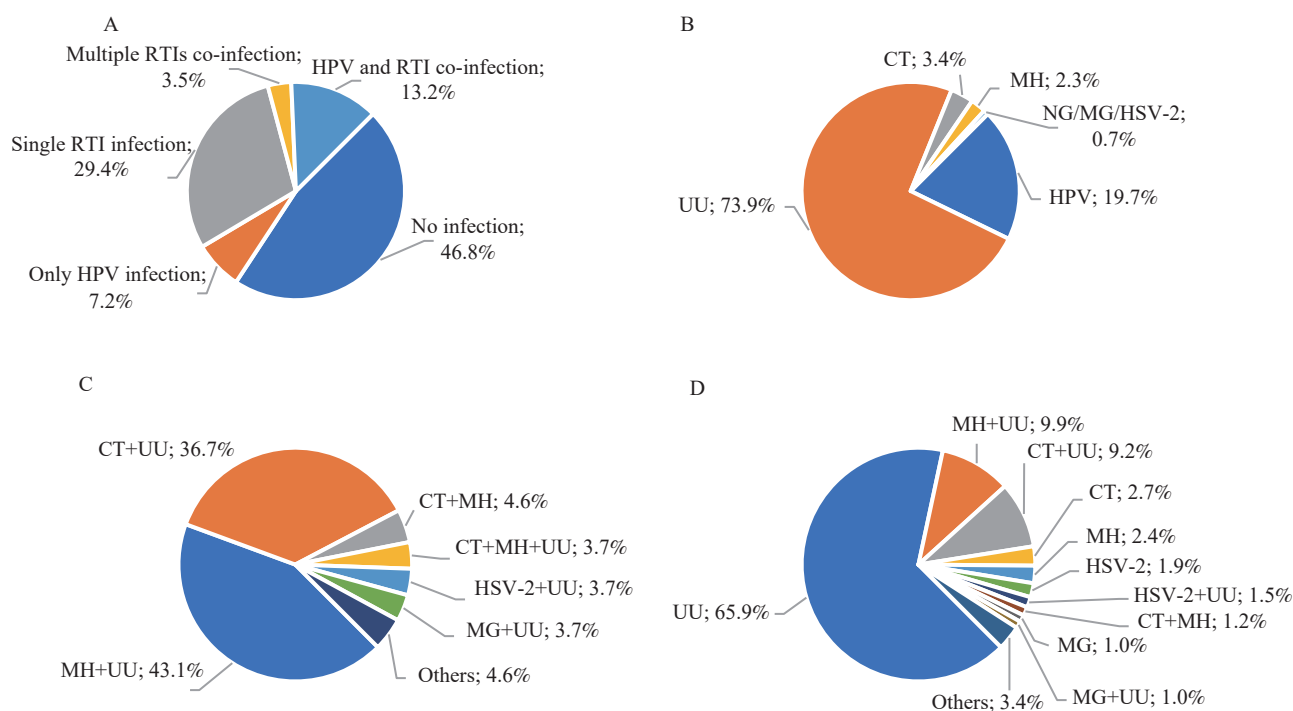 A
Multiple RTIs co-infection;
3.5%
HPV and RTI co-infection;
13.2%
Single RTI infection;
29.4%
No infection;
46.8%
Only HPV infection;
7.2%
B
CT; 3.4%
MH; 2.3%
NG/MG/HSV-2;
0.7%
UU; 73.9%
HPV; 19.7%
C
CT+UU; 36.7%
CT+MH; 4.6%
CT+MH+UU; 3.7%
HSV-2+UU; 3.7%
MG+UU; 3.7%
Others; 4.6%
MH+UU; 43.1%
D
MH+UU; 9.9%
CT+UU; 9.2%
CT; 2.7%
MH; 2.4%
HSV-2; 1.9%
HSV-2+UU; 1.5%
CT+MH; 1.2%
MG; 1.0%
MG+UU; 1.0%
Others; 3.4%
UU; 65.9%